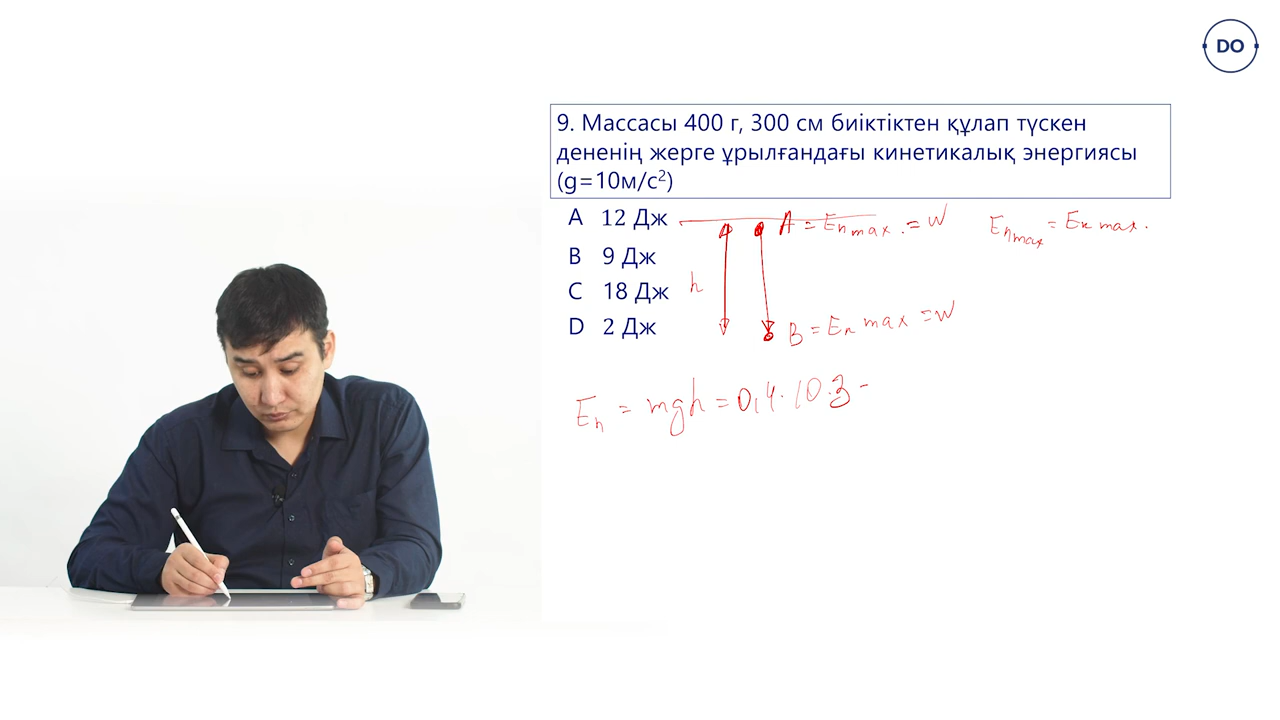 DO
9. Массасы 400 г, 300 см биіктіктен құлап түскен
дененің жерге ұрылғандағы кинетикалық энергиясы
(g=10м/с²)
A 12 Дж
B 9 Дж
C 18 Дж
D 2 Дж
A = Eп max. = W
Eп max = Eк max.
h
B = Eк max = W
Eп = mgh = 0,4 · 10 · 3 -